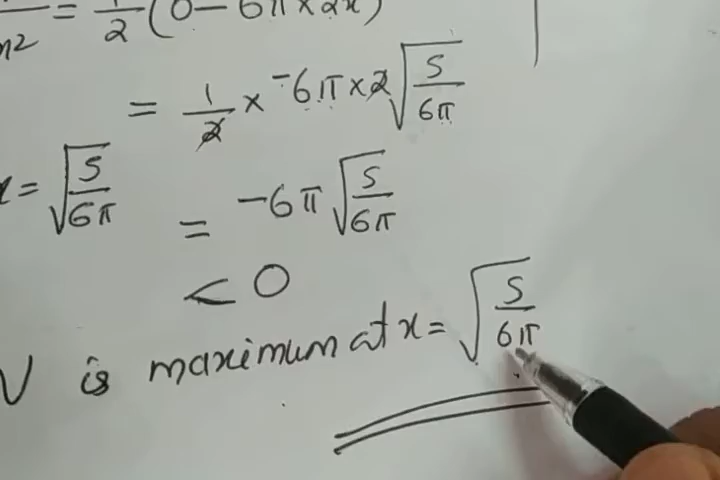 = 1/2 (0 - 6π × 2x)
= 1/2 × -6π × 2 √(S/6π)
x = √(S/6π)
= -6π √(S/6π)
< 0
V is maximum at x = √(S/6π)